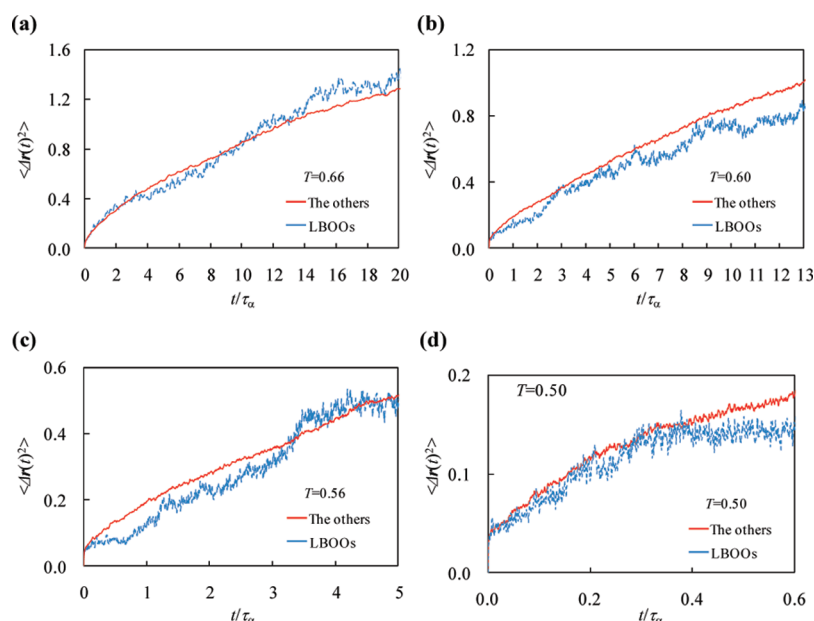 (a)
1.6
1.2
0.8
0.4
0.0
<Δr(t)²>
T=0.66
The others
LBOOs
0 2 4 6 8 10 12 14 16 18 20
t/τα
(b)
1.2
0.8
0.4
0.0
<Δr(t)²>
T=0.60
The others
LBOOs
0 1 2 3 4 5 6 7 8 9 10 11 12 13
t/τα
(c)
0.6
0.4
0.2
0.0
<Δr(t)²>
T=0.56
The others
LBOOs
0 1 2 3 4 5
t/τα
(d)
0.2
0.1
0.0
<Δr(t)²>
T=0.50
T=0.50
The others
LBOOs
0.0 0.2 0.4 0.6
t/τα